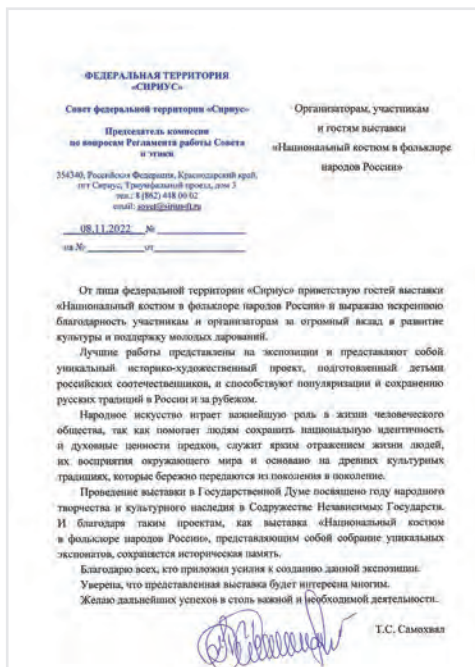 ФЕДЕРАЛЬНАЯ ТЕРРИТОРИЯ
«СИРИУС»
Совет федеральной территории «Сириус»
Председатель комиссии
по вопросам Регламента работы Совета
и этики
354340, Российская Федерация, Краснодарский край,
пгт Сириус, Триумфальный проезд, дом 3
тел.: 8 (862) 448 00 02
email: sovet@sirius-ft.ru
08.11.2022 №
на № от
Организаторам, участникам
и гостям выставки
«Национальный костюм в фольклоре
народов России»
От лица федеральной территории «Сириус» приветствую гостей выставки
«Национальный костюм в фольклоре народов России» и выражаю искреннюю
благодарность участникам и организаторам за огромный вклад в развитие
культуры и поддержку молодых дарований.
Лучшие работы представлены на экспозиции и представляют собой
уникальный историко-художественный проект, подготовленный детьми
российских соотечественников, и способствуют популяризации и сохранению
русских традиций в России и за рубежом.
Народное искусство играет важнейшую роль в жизни человеческого
общества, так как помогает людям сохранить национальную идентичность
и духовные ценности предков, служит ярким отражением жизни людей,
их восприятия окружающего мира и основано на древних культурных
традициях, которые бережно передаются из поколения в поколение.
Проведение выставки в Государственной Думе посвящено году народного
творчества и культурного наследия в Содружестве Независимых Государств.
И благодаря таким проектам, как выставка «Национальный костюм
в фольклоре народов России», представляющим собой собрание уникальных
экспонатов, сохраняется историческая память.
Благодарю всех, кто приложил усилия к созданию данной экспозиции.
Уверена, что представленная выставка будет интересна многим.
Желаю дальнейших успехов в столь важной и необходимой деятельности.
Т.С. Самохвал